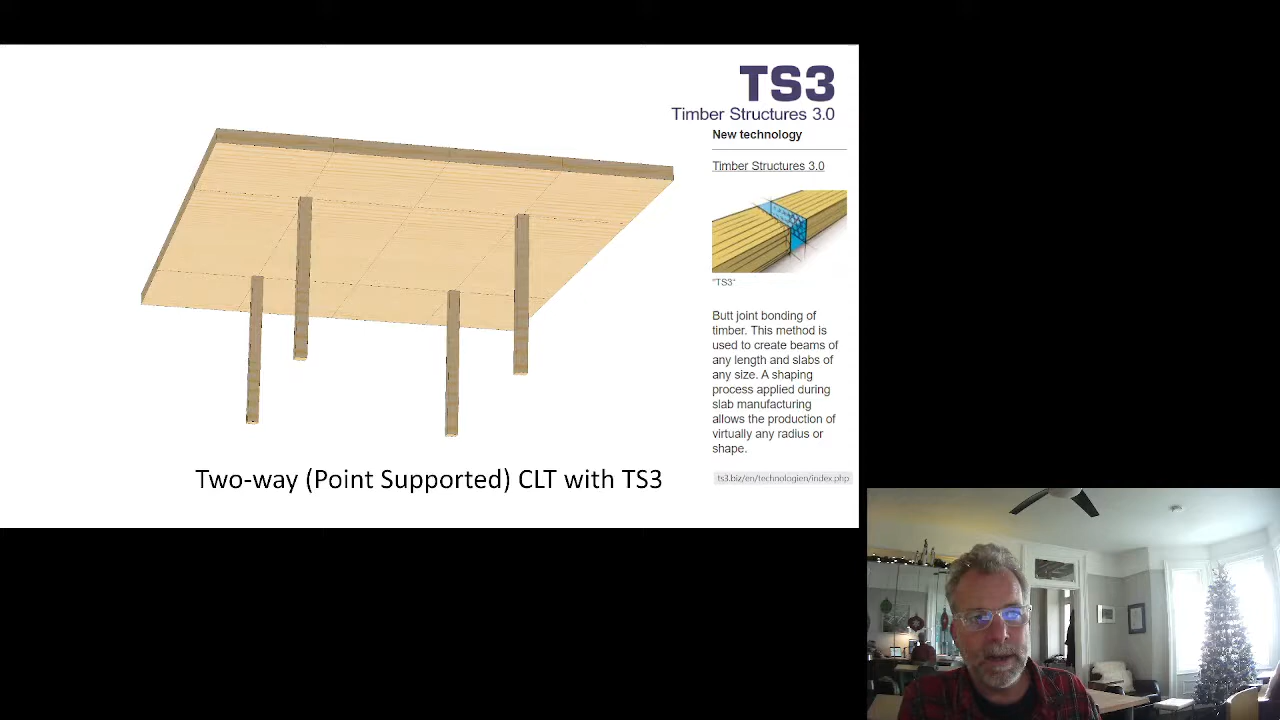 TS3
Timber Structures 3.0
New technology
Timber Structures 3.0
"TS3"
Butt joint bonding of
timber. This method is
used to create beams of
any length and slabs of
any size. A shaping
process applied during
slab manufacturing
allows the production of
virtually any radius or
shape.
ts3.biz/en/technologien/index.php
Two-way (Point Supported) CLT with TS3